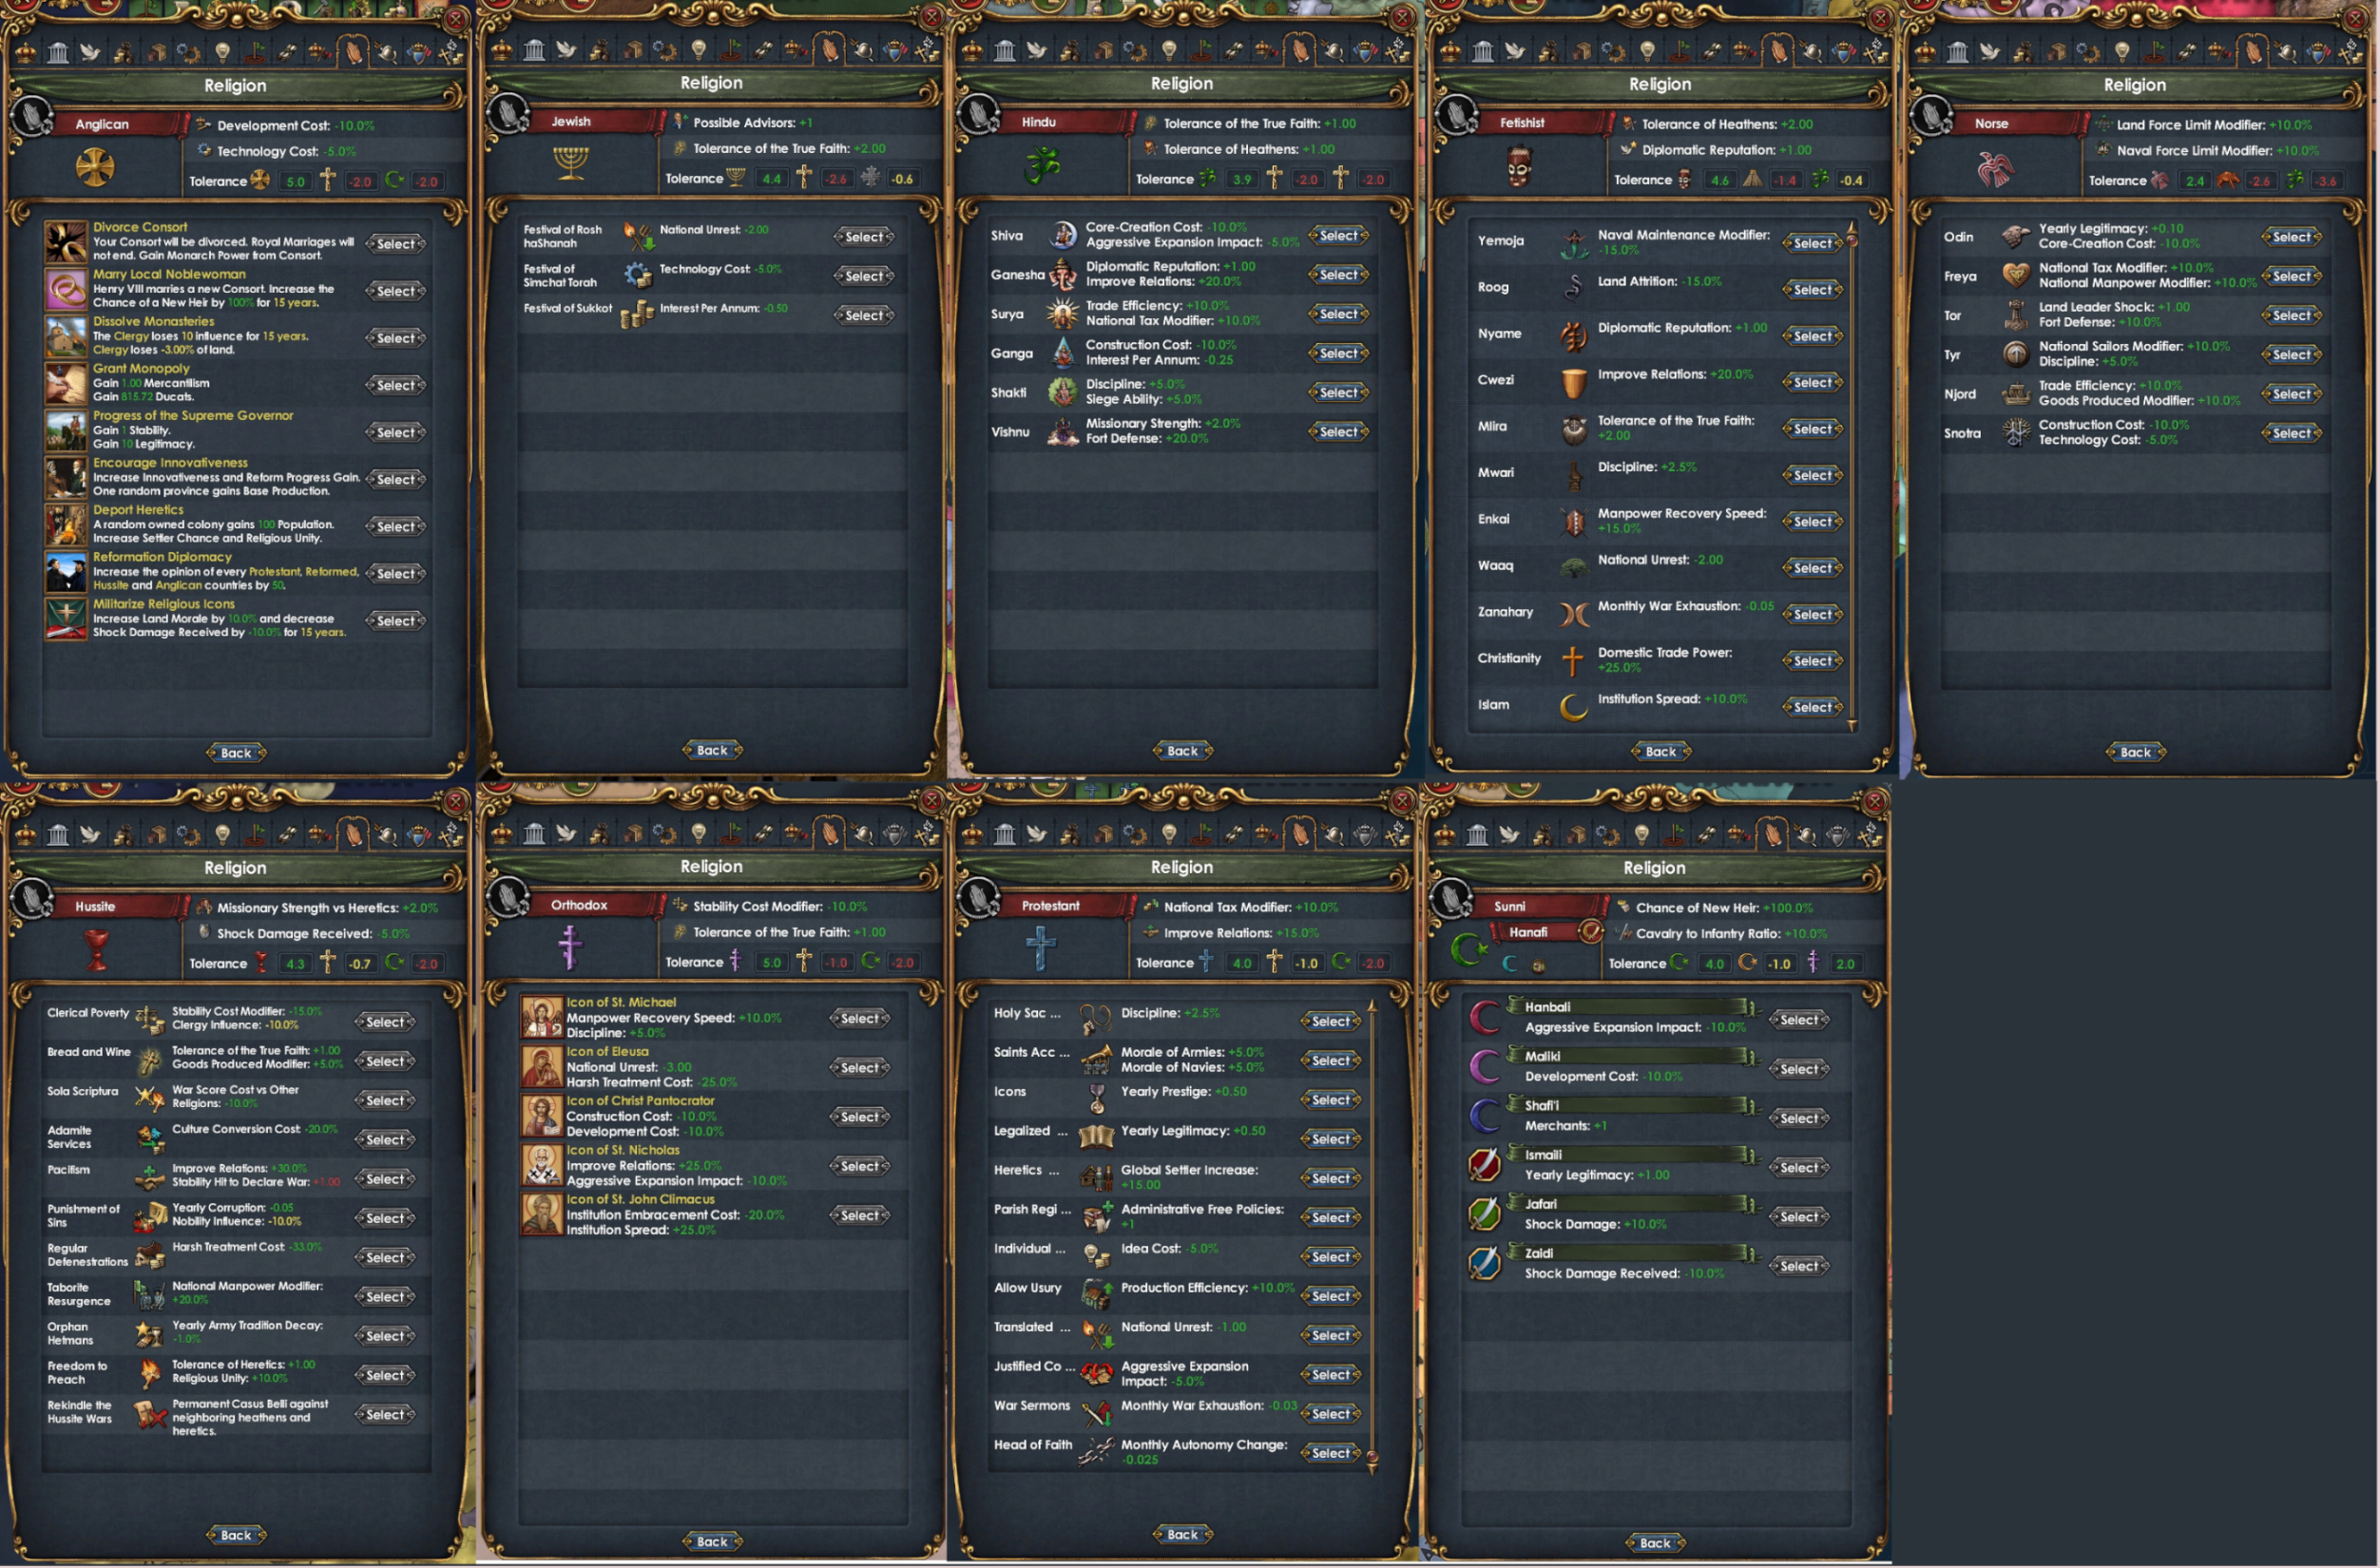 Religion
Anglican
Development Cost: -10.0%
Technology Cost: -5.0%
Tolerance 5.0 -2.0 -2.0
Divorce Consort
Your Consort will be divorced. Royal Marriages will
not end. Gain Monarch Power from Consort.
Select
Marry Local Noblewoman
Henry VIII marries a new Consort. Increase the
Chance of a New Heir by 100% for 15 years.
Select
Dissolve Monasteries
The Clergy loses 10 influence for 15 years.
Clergy loses -3.00% of land.
Select
Grant Monopoly
Gain 1.00 Mercantilism
Gain 815.72 Ducats.
Select
Progress of the Supreme Governor
Gain 1 Stability.
Gain 10 Legitimacy.
Select
Encourage Innovativeness
Increase Innovativeness and Reform Progress Gain.
One random province gains Base Production.
Select
Deport Heretics
A random owned colony gains 100 Population.
Increase Settler Chance and Religious Unity.
Select
Reformation Diplomacy
Increase the opinion of every Protestant, Reformed,
Hussite and Anglican countries by 50.
Select
Militarize Religious Icons
Increase Land Morale by 10.0% and decrease
Shock Damage Received by -10.0% for 15 years.
Select
Back
Religion
Jewish
Possible Advisors: +1
Tolerance of the True Faith: +2.00
Tolerance 4.4 -2.6 -0.6
Festival of Rosh
haShanah
National Unrest: -2.00
Select
Festival of
Simchat Torah
Technology Cost: -5.0%
Select
Festival of Sukkot
Interest Per Annum: -0.50
Select
Back
Religion
Hindu
Tolerance of the True Faith: +1.00
Tolerance of Heathens: +1.00
Tolerance 3.9 -2.0 -2.0
Shiva
Core-Creation Cost: -10.0%
Aggressive Expansion Impact: -5.0%
Select
Ganesha
Diplomatic Reputation: +1.00
Improve Relations: +20.0%
Select
Surya
Trade Efficiency: +10.0%
National Tax Modifier: +10.0%
Select
Ganga
Construction Cost: -10.0%
Interest Per Annum: -0.25
Select
Shakti
Discipline: +5.0%
Siege Ability: +5.0%
Select
Vishnu
Missionary Strength: +2.0%
Fort Defense: +20.0%
Select
Back
Religion
Fetishist
Tolerance of Heathens: +2.00
Diplomatic Reputation: +1.00
Tolerance 4.6 -1.4 -0.4
Yemoja
Naval Maintenance Modifier:
-15.0%
Select
Roog
Land Attrition: -15.0%
Select
Nyame
Diplomatic Reputation: +1.00
Select
Cwezi
Improve Relations: +20.0%
Select
Mlira
Tolerance of the True Faith:
+2.00
Select
Mwari
Discipline: +2.5%
Select
Enkai
Manpower Recovery Speed:
+15.0%
Select
Waaq
National Unrest: -2.00
Select
Zanahary
Monthly War Exhaustion: -0.05
Select
Christianity
Domestic Trade Power:
+25.0%
Select
Islam
Institution Spread: +10.0%
Select
Back
Religion
Norse
Land Force Limit Modifier: +10.0%
Naval Force Limit Modifier: +10.0%
Tolerance 2.4 -2.6 -3.6
Odin
Yearly Legitimacy: +0.10
Core-Creation Cost: -10.0%
Select
Freya
National Tax Modifier: +10.0%
National Manpower Modifier: +10.0%
Select
Tor
Land Leader Shock: +1.00
Fort Defense: +10.0%
Select
Tyr
National Sailors Modifier: +10.0%
Discipline: +5.0%
Select
Njord
Trade Efficiency: +10.0%
Goods Produced Modifier: +10.0%
Select
Snotra
Construction Cost: -10.0%
Technology Cost: -5.0%
Select
Back
Religion
Hussite
Missionary Strength vs Heretics: +2.0%
Shock Damage Received: -5.0%
Tolerance 4.3 -0.7 -2.0
Clerical Poverty
Stability Cost Modifier: -15.0%
Clergy Influence: -10.0%
Select
Bread and Wine
Tolerance of the True Faith: +1.00
Goods Produced Modifier: +5.0%
Select
Sola Scriptura
War Score Cost vs Other
Religions: -10.0%
Select
Adamite
Services
Culture Conversion Cost: -20.0%
Select
Pacifism
Improve Relations: +30.0%
Stability Hit to Declare War: +1.00
Select
Punishment of
Sins
Yearly Corruption: -0.05
Nobility Influence: -10.0%
Select
Regular
Defenestrations
Harsh Treatment Cost: -33.0%
Select
Taborite
Resurgence
National Manpower Modifier:
+20.0%
Select
Orphan
Hetmans
Yearly Army Tradition Decay:
-1.0%
Select
Freedom to
Preach
Tolerance of Heretics: +1.00
Religious Unity: +10.0%
Select
Rekindle the
Hussite Wars
Permanent Casus Belli against
neighboring heathens and
heretics.
Select
Back
Religion
Orthodox
Stability Cost Modifier: -10.0%
Tolerance of the True Faith: +1.00
Tolerance 5.0 -1.0 -2.0
Icon of St. Michael
Manpower Recovery Speed: +10.0%
Discipline: +5.0%
Select
Icon of Eleusa
National Unrest: -3.00
Harsh Treatment Cost: -25.0%
Select
Icon of Christ Pantocrator
Construction Cost: -10.0%
Development Cost: -10.0%
Select
Icon of St. Nicholas
Improve Relations: +25.0%
Aggressive Expansion Impact: -10.0%
Select
Icon of St. John Climacus
Institution Embracement Cost: -20.0%
Institution Spread: +25.0%
Select
Back
Religion
Protestant
National Tax Modifier: +10.0%
Improve Relations: +15.0%
Tolerance 4.0 -1.0 -2.0
Holy Sac ...
Discipline: +2.5%
Select
Saints Acc ...
Morale of Armies: +5.0%
Morale of Navies: +5.0%
Select
Icons
Yearly Prestige: +0.50
Select
Legalized ...
Yearly Legitimacy: +0.50
Select
Heretics ...
Global Settler Increase:
+15.00
Select
Parish Regi ...
Administrative Free Policies:
+1
Select
Individual ...
Idea Cost: -5.0%
Select
Allow Usury
Production Efficiency: +10.0%
Select
Translated ...
National Unrest: -1.00
Select
Justified Co ...
Aggressive Expansion
Impact: -5.0%
Select
War Sermons
Monthly War Exhaustion: -0.03
Select
Head of Faith
Monthly Autonomy Change:
-0.025
Select
Back
Religion
Sunni
Hanafi
Chance of New Heir: +100.0%
Cavalry to Infantry Ratio: +10.0%
Tolerance 4.0 -1.0 2.0
Hanbali
Aggressive Expansion Impact: -10.0%
Select
Maliki
Development Cost: -10.0%
Select
Shafi'i
Merchants: +1
Select
Ismaili
Yearly Legitimacy: +1.00
Select
Jafari
Shock Damage: +10.0%
Select
Zaidi
Shock Damage Received: -10.0%
Select
Back